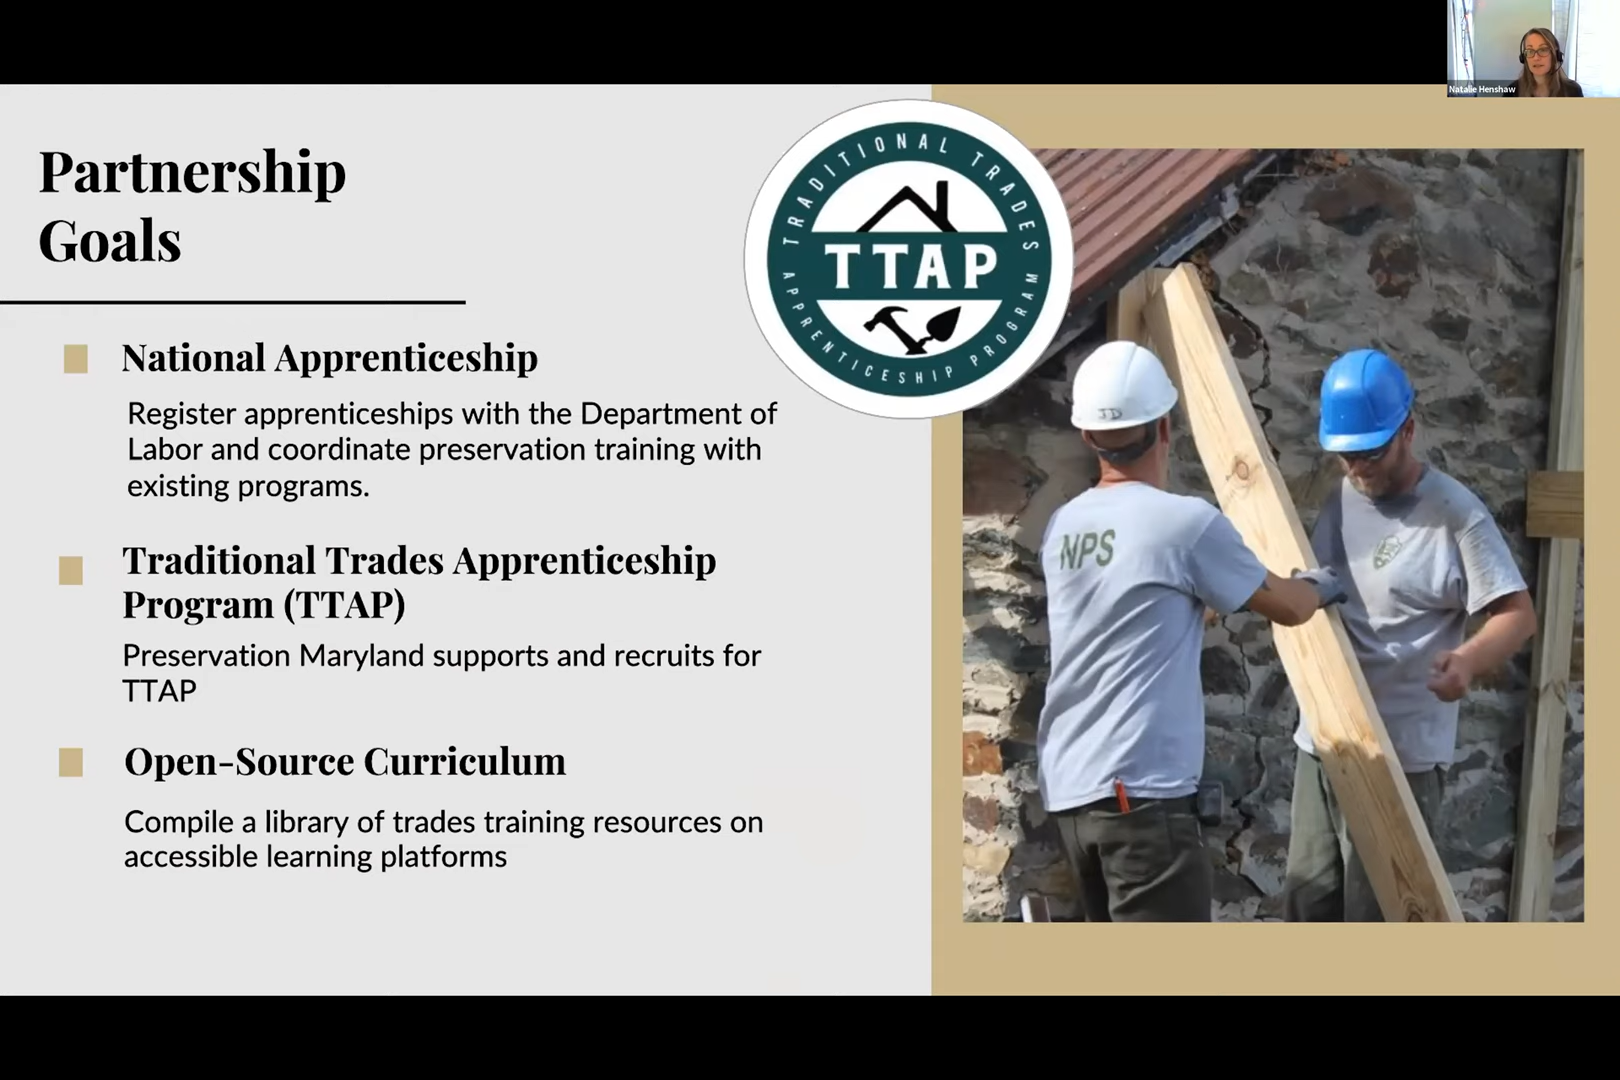 Natalie Henshaw
Partnership
Goals
TRADITIONAL TRADES
TTAP
APPRENTICESHIP PROGRAM
National Apprenticeship
Register apprenticeships with the Department of
Labor and coordinate preservation training with
existing programs.
Traditional Trades Apprenticeship
Program (TTAP)
Preservation Maryland supports and recruits for
TTAP
Open-Source Curriculum
Compile a library of trades training resources on
accessible learning platforms
JD
NPS